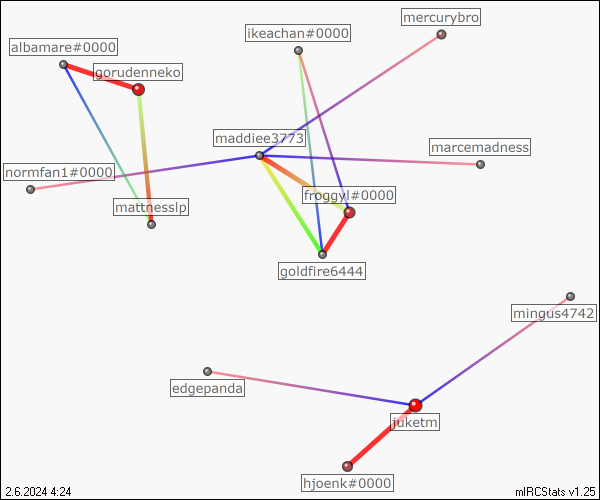 mercurybro
ikeachan#0000
albamare#0000
gorudenneko
maddiee3773
marcemadness
normfan1#0000
froggyl#0000
mattnesslp
goldfire6444
mingus4742
edgepanda
juketm
hjoenk#0000
2.6.2024 4:24
mIRCStats v1.25